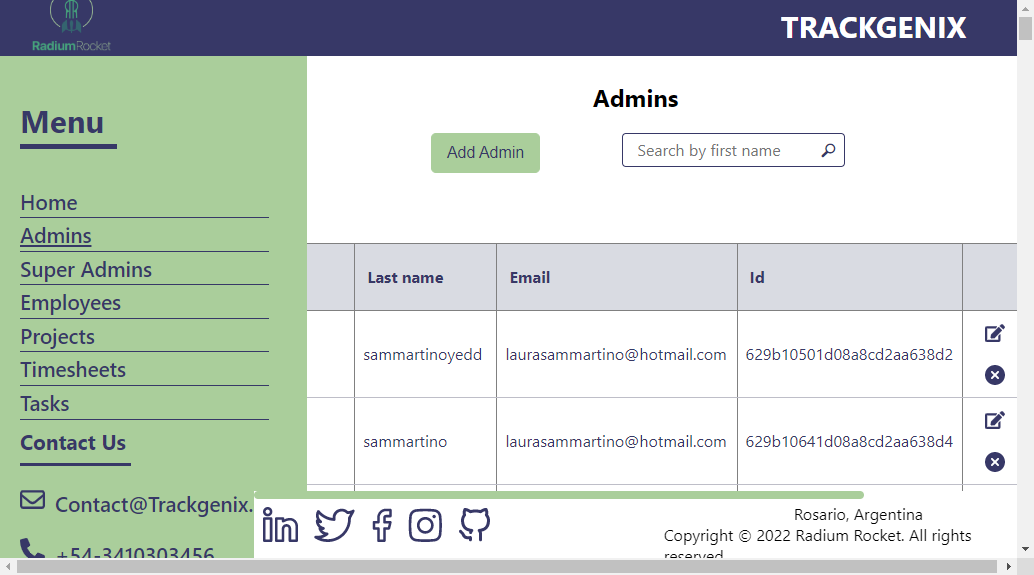 RadiumRocket
TRACKGENIX
Menu
Home
Admins
Super Admins
Employees
Projects
Timesheets
Tasks
Contact Us
Contact@Trackgenix.
+54-3410303456
Admins
Add Admin
Search by first name
Last name Email Id
sammartinoyedd laurasammartino@hotmail.com 629b10501d08a8cd2aa638d2
sammartino laurasammartino@hotmail.com 629b10641d08a8cd2aa638d4
Rosario, Argentina
Copyright © 2022 Radium Rocket. All rights
reserved